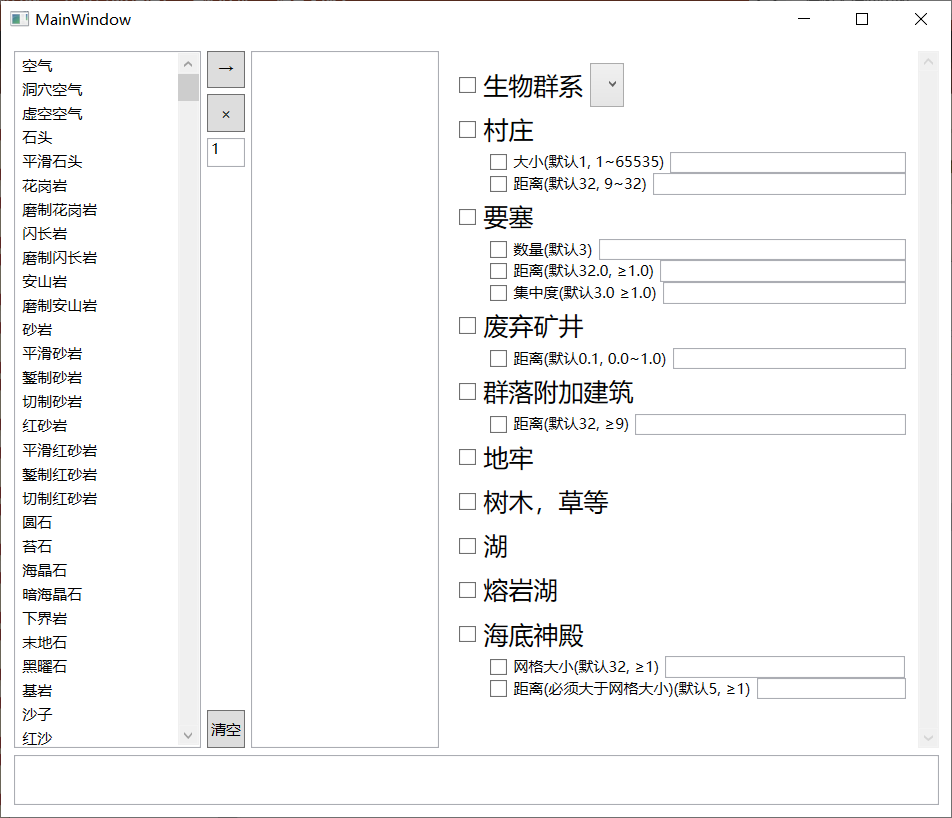 MainWindow
空气
洞穴空气
虚空空气
石头
平滑石头
花岗岩
磨制花岗岩
闪长岩
磨制闪长岩
安山岩
磨制安山岩
砂岩
平滑砂岩
錾制砂岩
切制砂岩
红砂岩
平滑红砂岩
錾制红砂岩
切制红砂岩
圆石
苔石
海晶石
暗海晶石
下界岩
末地石
黑曜石
基岩
沙子
红沙
→
×
1
清空
生物群系
村庄
大小(默认1, 1~65535)
距离(默认32, 9~32)
要塞
数量(默认3)
距离(默认32.0, ≥1.0)
集中度(默认3.0 ≥1.0)
废弃矿井
距离(默认0.1, 0.0~1.0)
群落附加建筑
距离(默认32, ≥9)
地牢
树木，草等
湖
熔岩湖
海底神殿
网格大小(默认32, ≥1)
距离(必须大于网格大小)(默认5, ≥1)